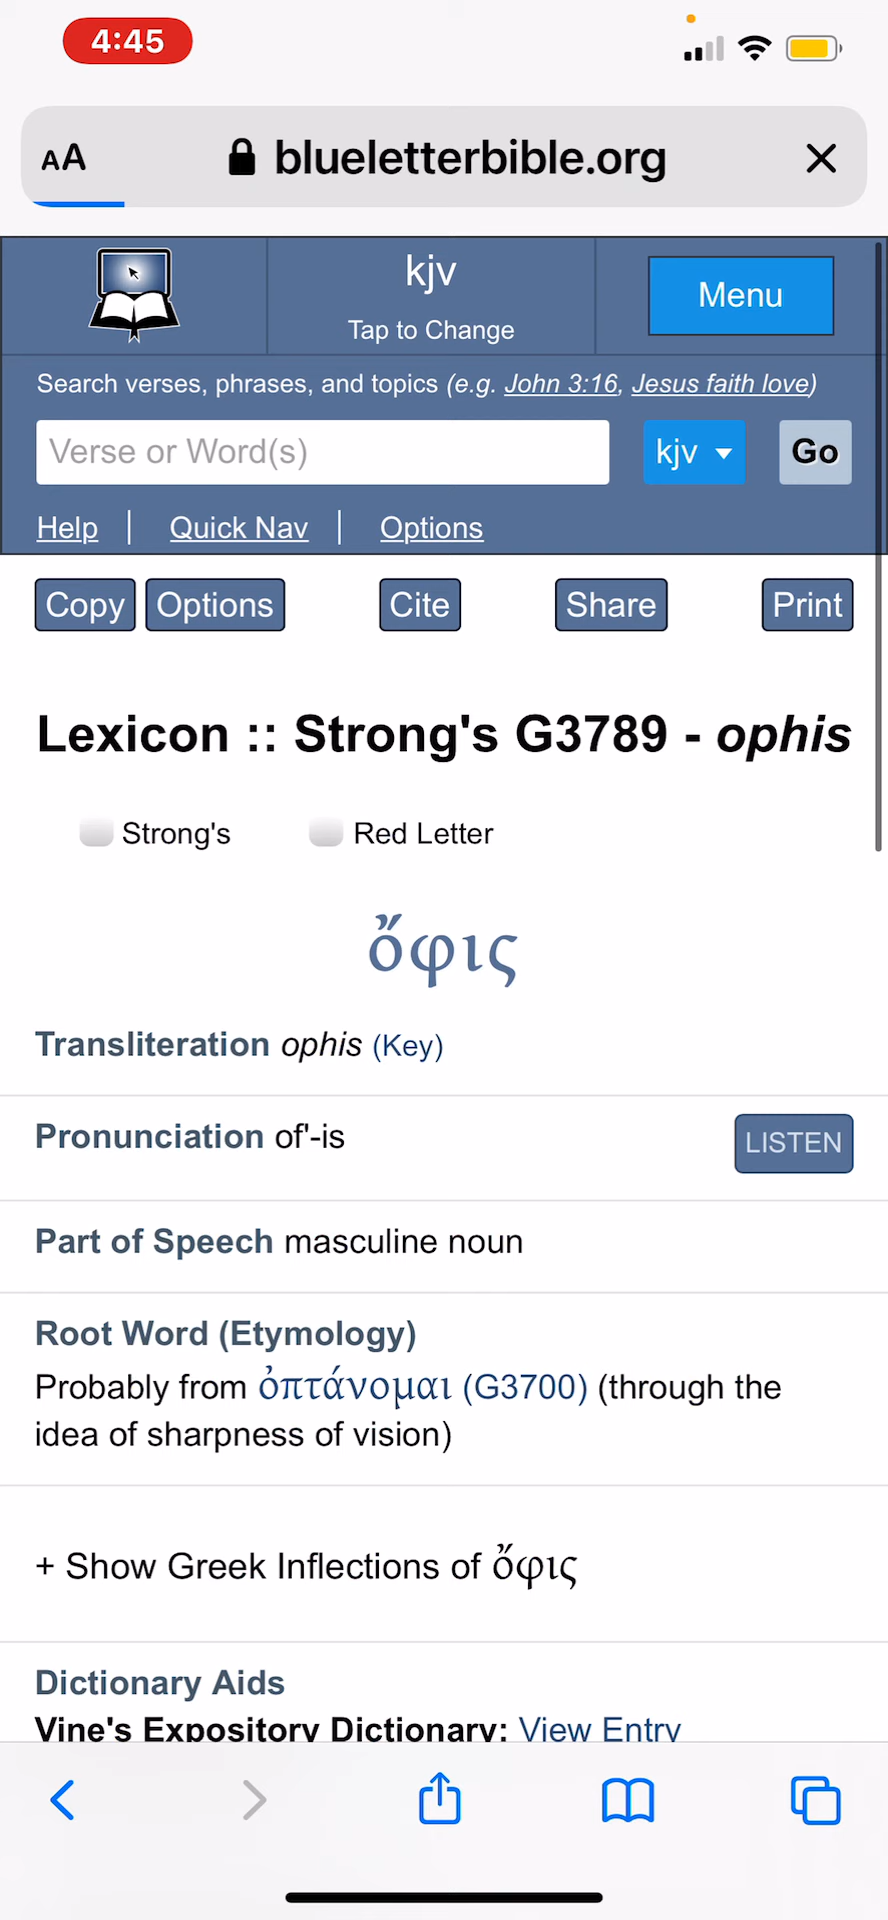 4:45
AA blueletterbible.org
kjv
Tap to Change
Menu
Search verses, phrases, and topics (e.g. John 3:16, Jesus faith love)
Verse or Word(s) kjv Go
Help | Quick Nav | Options
Copy Options Cite Share Print
Lexicon :: Strong's G3789 - ophis
Strong's Red Letter
ὄφις
Transliteration ophis (Key)
Pronunciation of'-is LISTEN
Part of Speech masculine noun
Root Word (Etymology)
Probably from ὀπτάνομαι (G3700) (through the
idea of sharpness of vision)
+ Show Greek Inflections of ὄφις
Dictionary Aids
Vine's Expository Dictionary: View Entry